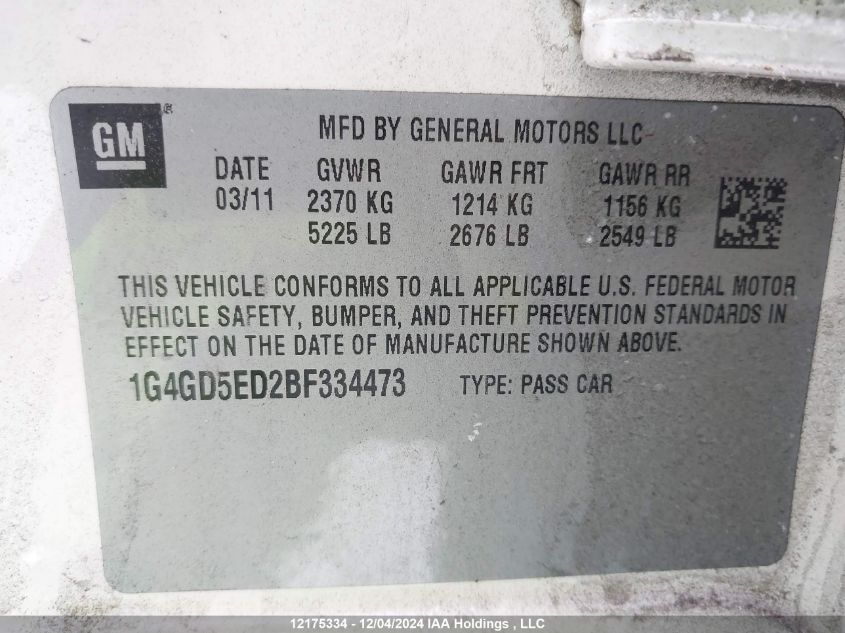 GM ®
MFD BY GENERAL MOTORS LLC
DATE GVWR GAWR FRT GAWR RR
03/11 2370 KG 1214 KG 1156 KG
5225 LB 2676 LB 2549 LB
THIS VEHICLE CONFORMS TO ALL APPLICABLE U.S. FEDERAL MOTOR
VEHICLE SAFETY, BUMPER, AND THEFT PREVENTION STANDARDS IN
EFFECT ON THE DATE OF MANUFACTURE SHOWN ABOVE.
1G4GD5ED2BF334473 TYPE: PASS CAR
12175334 - 12/04/2024 IAA Holdings , LLC